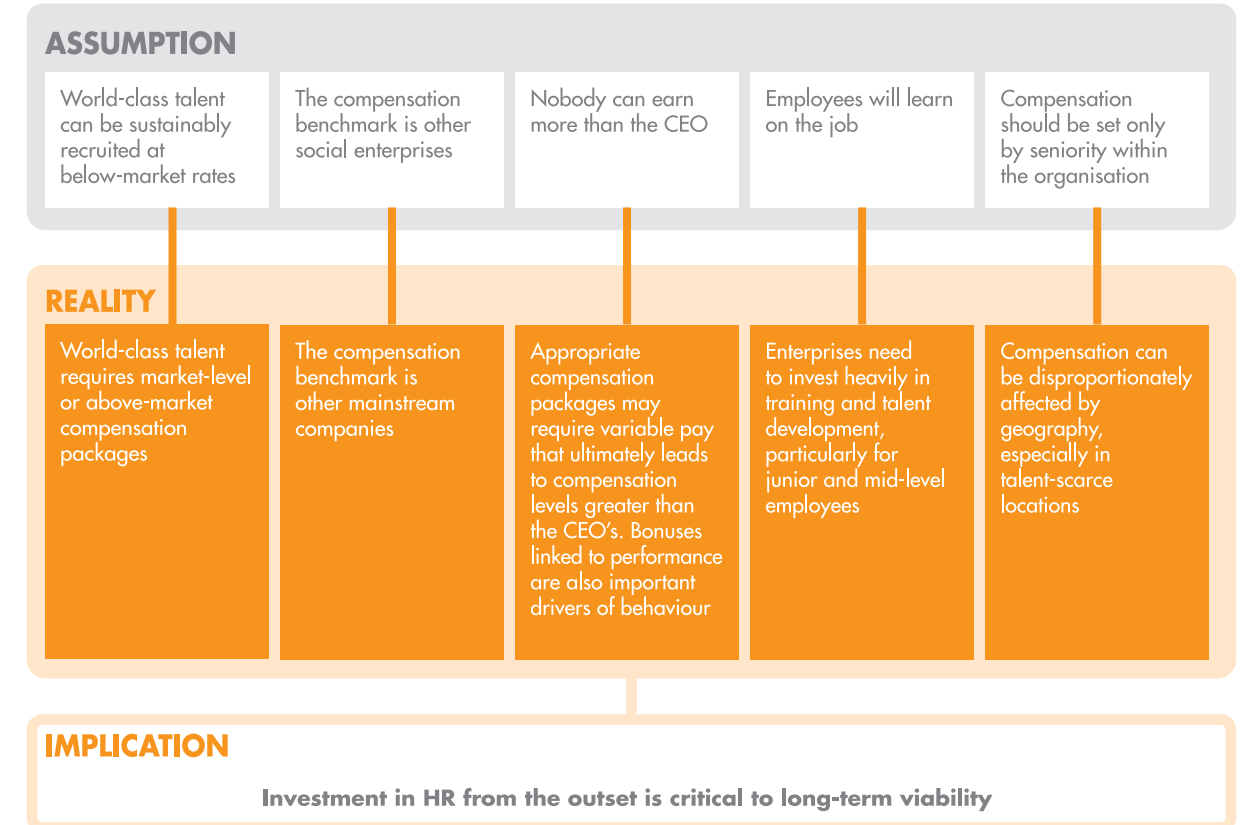 ASSUMPTION
World-class talent
can be sustainably
recruited at
below-market rates
The compensation
benchmark is other
social enterprises
Nobody can earn
more than the CEO
Employees will learn
on the job
Compensation
should be set only
by seniority within
the organisation
REALITY
World-class talent
requires market-level
or above-market
compensation
packages
The compensation
benchmark is
other mainstream
companies
Appropriate
compensation
packages may
require variable pay
that ultimately leads
to compensation
levels greater than
the CEO’s. Bonuses
linked to performance
are also important
drivers of behaviour
Enterprises need
to invest heavily in
training and talent
development,
particularly for
junior and mid-level
employees
Compensation can
be disproportionately
affected by
geography,
especially in
talent-scarce
locations
IMPLICATION
Investment in HR from the outset is critical to long-term viability